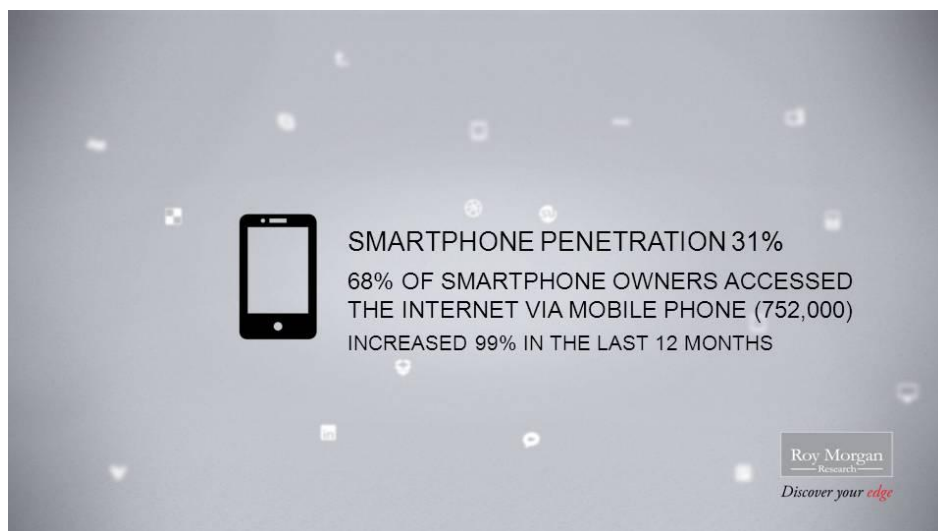 SMARTPHONE PENETRATION 31%
68% OF SMARTPHONE OWNERS ACCESSED
THE INTERNET VIA MOBILE PHONE (752,000)
INCREASED 99% IN THE LAST 12 MONTHS
in
Roy Morgan
Research
Discover your edge